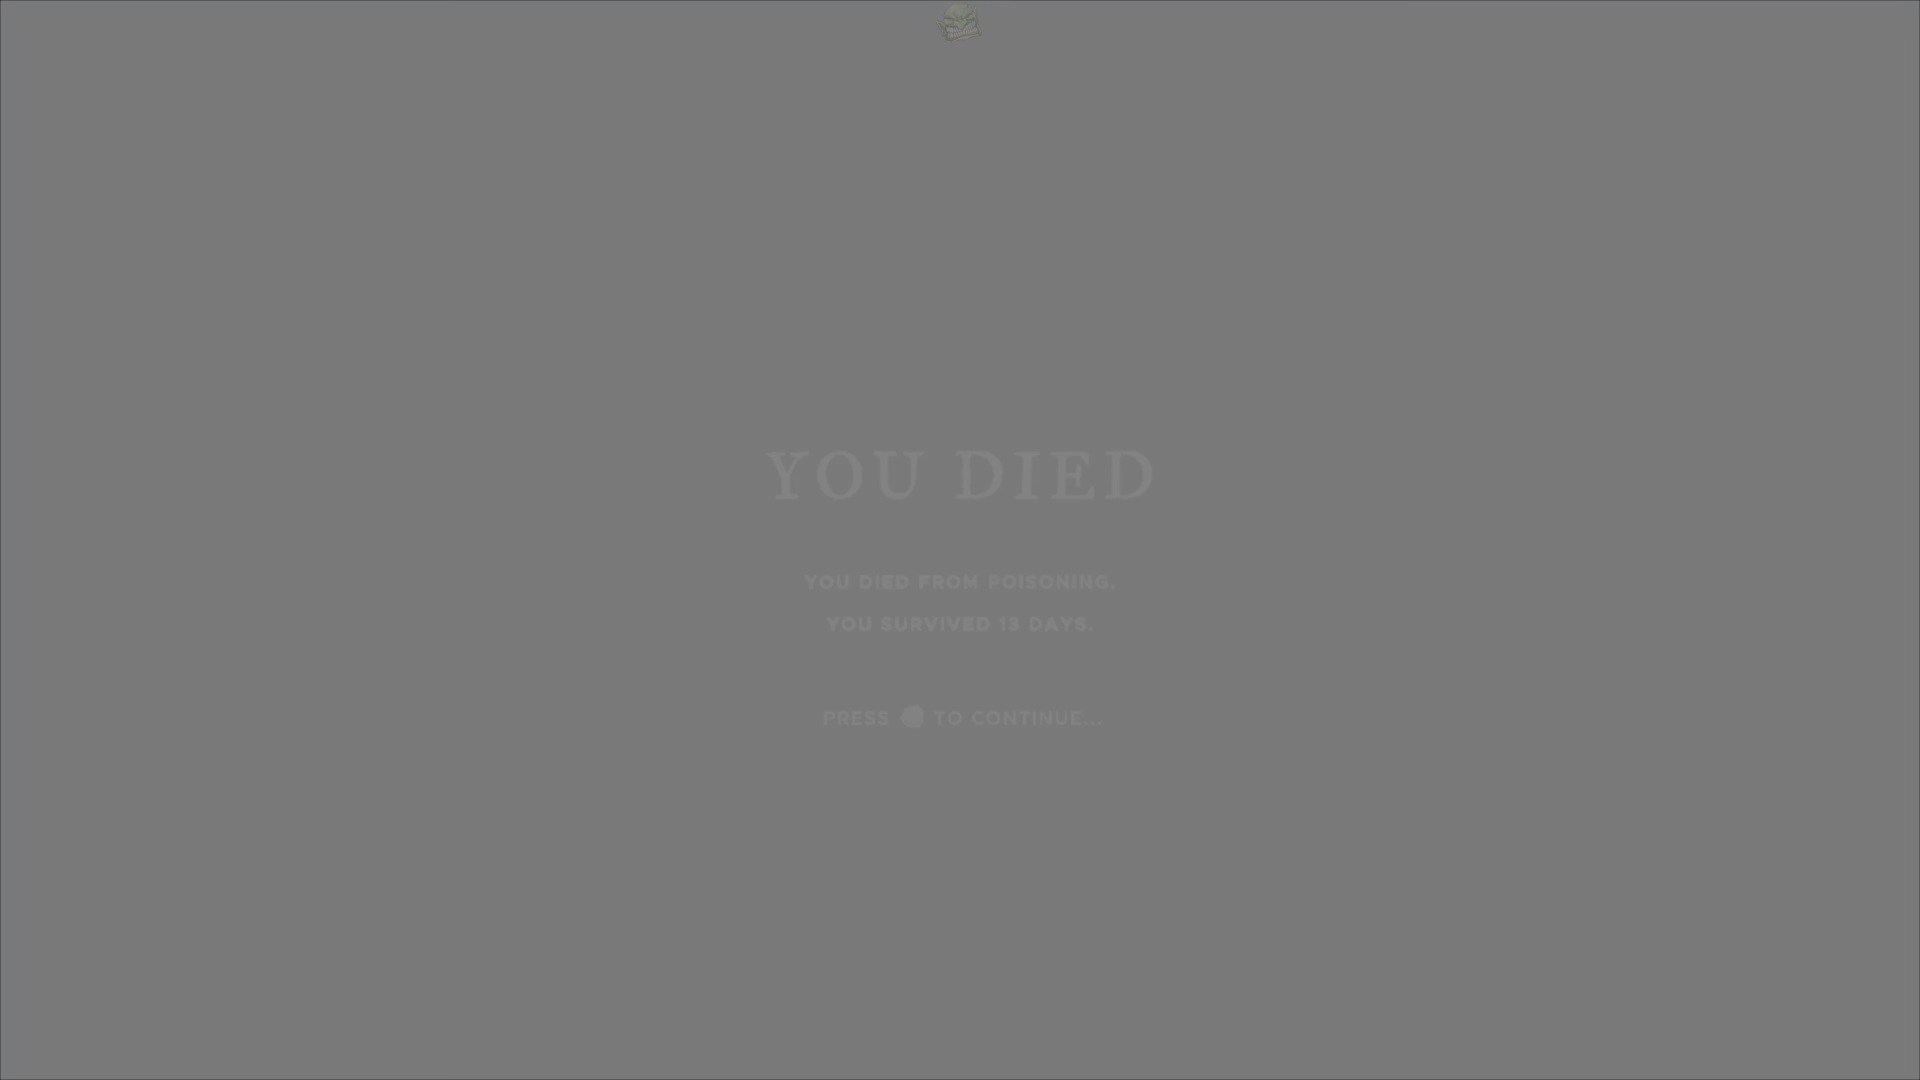 YOU DIED
YOU DIED FROM POISONING.
YOU SURVIVED 13 DAYS.
PRESS TO CONTINUE...